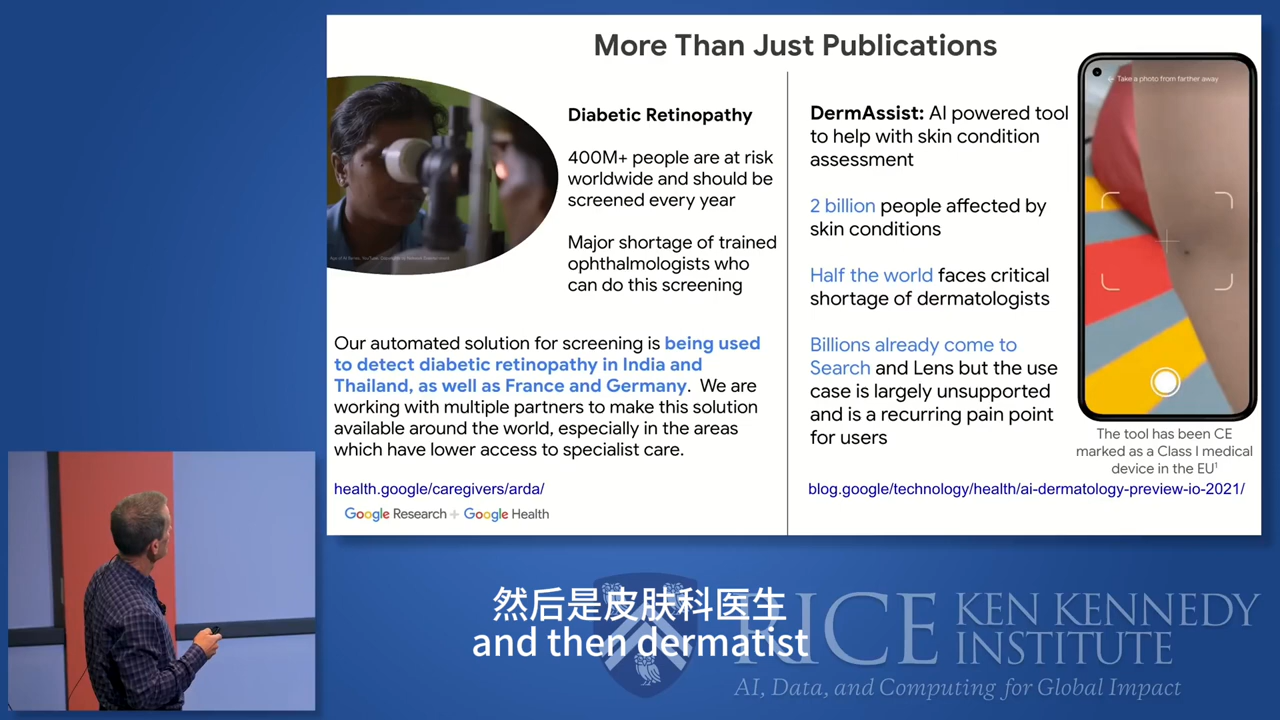 More Than Just Publications
Diabetic Retinopathy
400M+ people are at risk
worldwide and should be
screened every year
Major shortage of trained
ophthalmologists who
can do this screening
Our automated solution for screening is being used
to detect diabetic retinopathy in India and
Thailand, as well as France and Germany. We are
working with multiple partners to make this solution
available around the world, especially in the areas
which have lower access to specialist care.
health.google/caregivers/arda/
Google Research + Google Health
DermAssist: AI powered tool
to help with skin condition
assessment
2 billion people affected by
skin conditions
Half the world faces critical
shortage of dermatologists
Billions already come to
Search and Lens but the use
case is largely unsupported
and is a recurring pain point
for users
blog.google/technology/health/ai-dermatology-preview-io-2021/
Take a photo from farther away
The tool has been CE
marked as a Class I medical
device in the EU¹
然后是皮肤科医生
and then dermatist
RICE KEN KENNEDY
INSTITUTE
AI, Data, and Computing for Global Impact